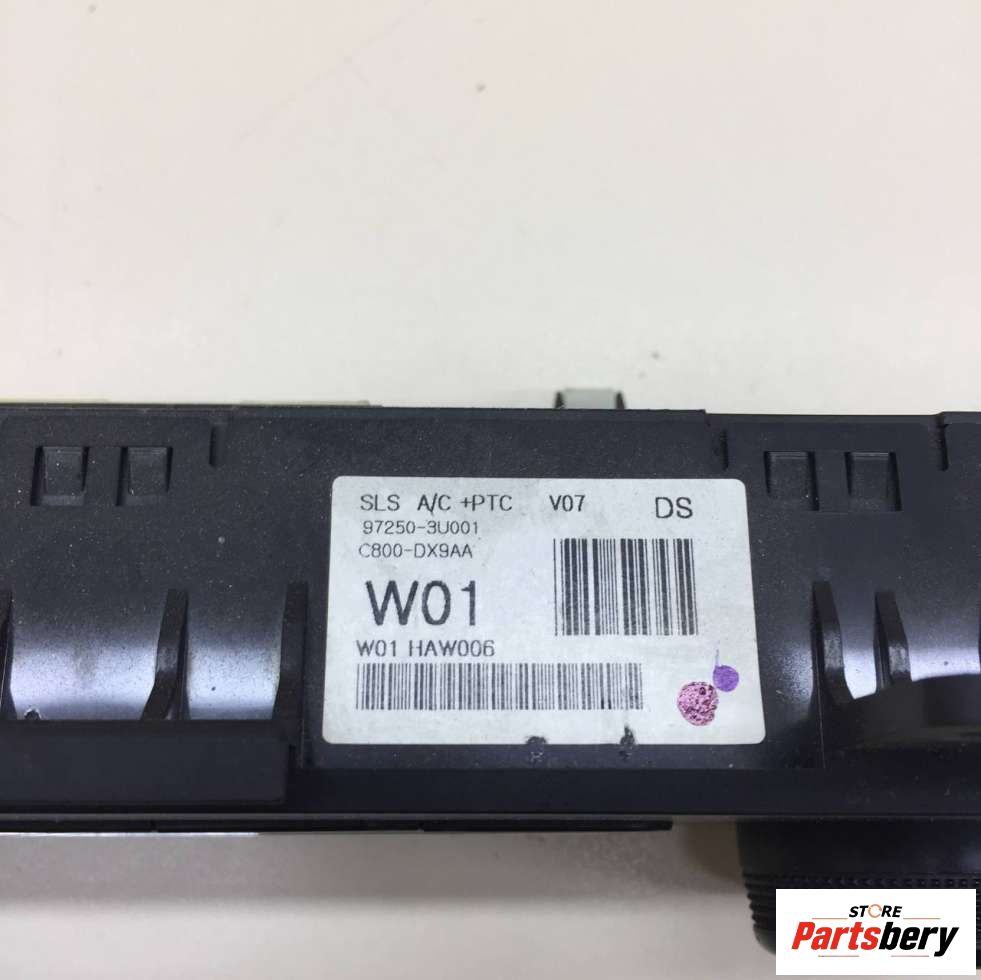 SLS A/C +PTC V07 DS
97250-3U001
C800-DX9AA
W01
W01 HAW006
STORE
Partsbery